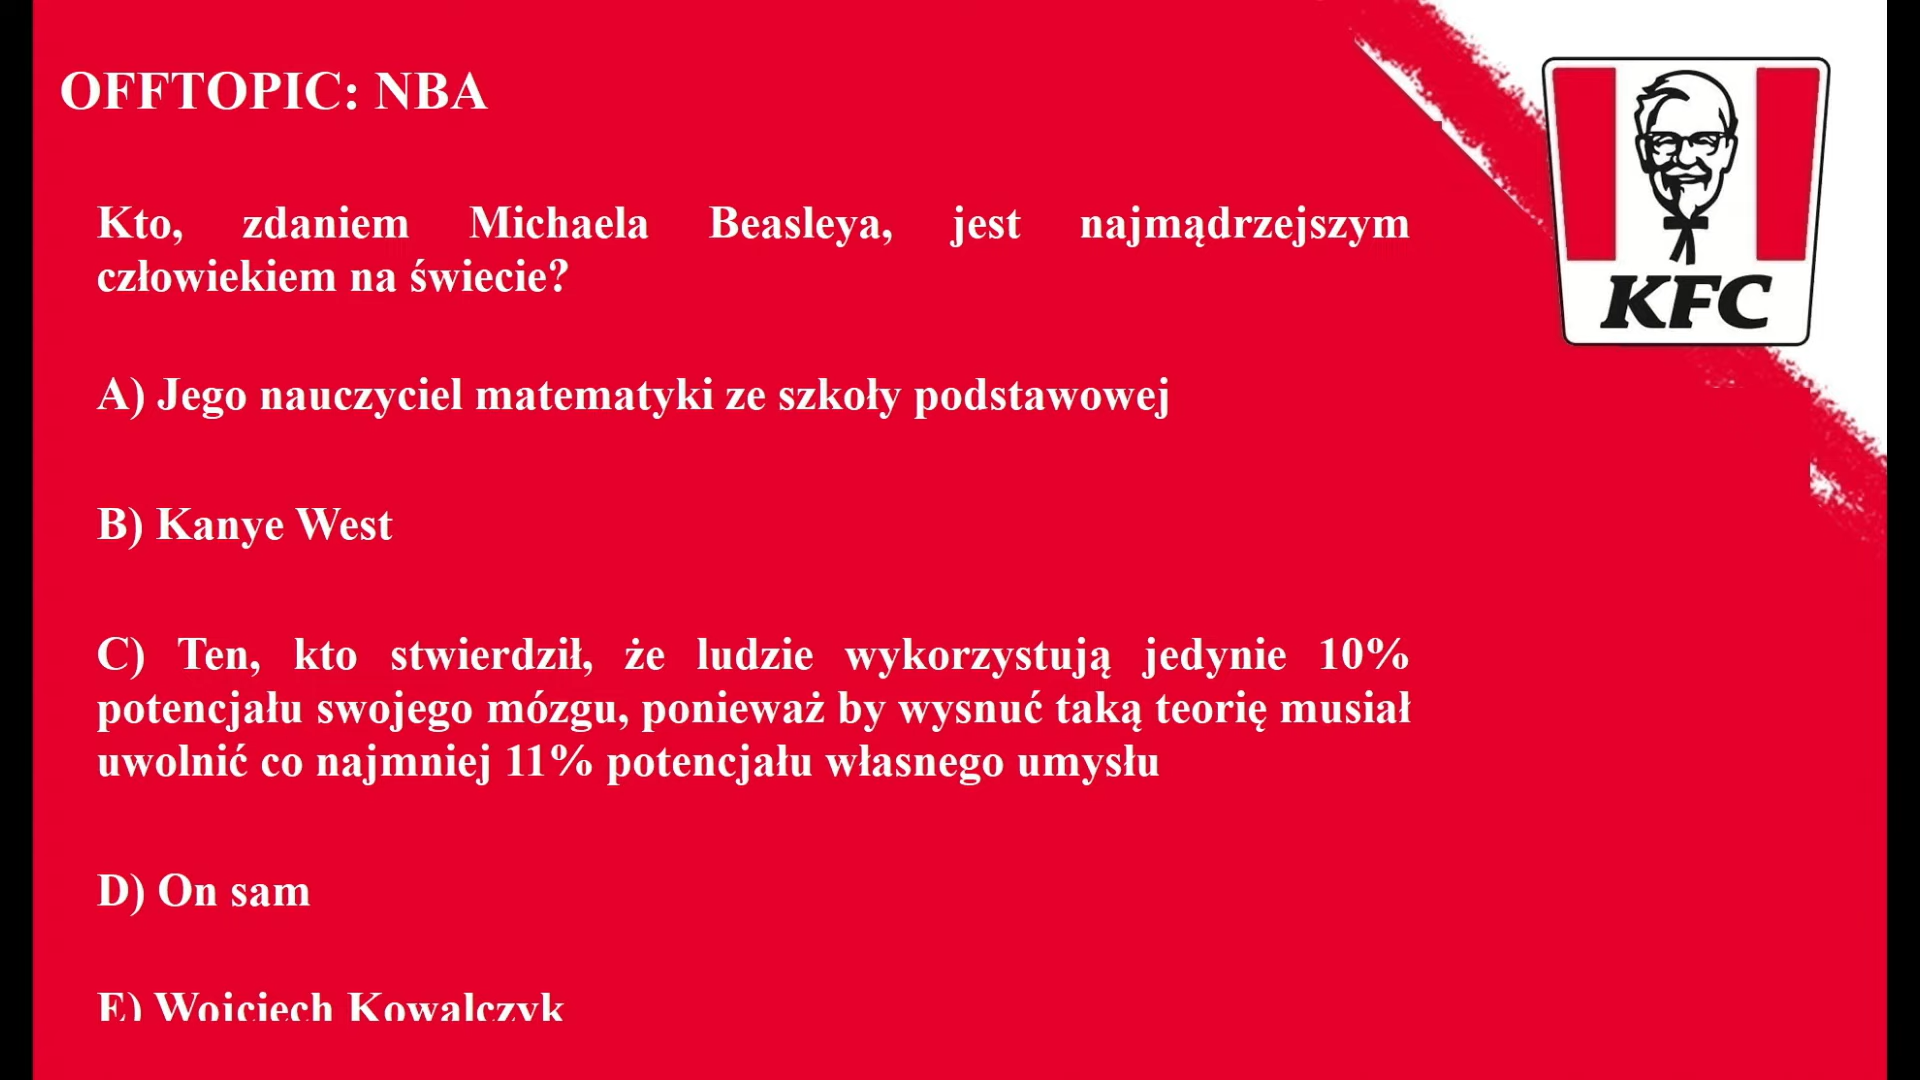 OFFTOPIC: NBA
Kto, zdaniem Michaela Beasleya, jest najmądrzejszym
człowiekiem na świecie?
A) Jego nauczyciel matematyki ze szkoły podstawowej
B) Kanye West
C) Ten, kto stwierdził, że ludzie wykorzystują jedynie 10%
potencjału swojego mózgu, ponieważ by wysnuć taką teorię musiał
uwolnić co najmniej 11% potencjału własnego umysłu
D) On sam
E) Wojciech Kowalczyk
KFC